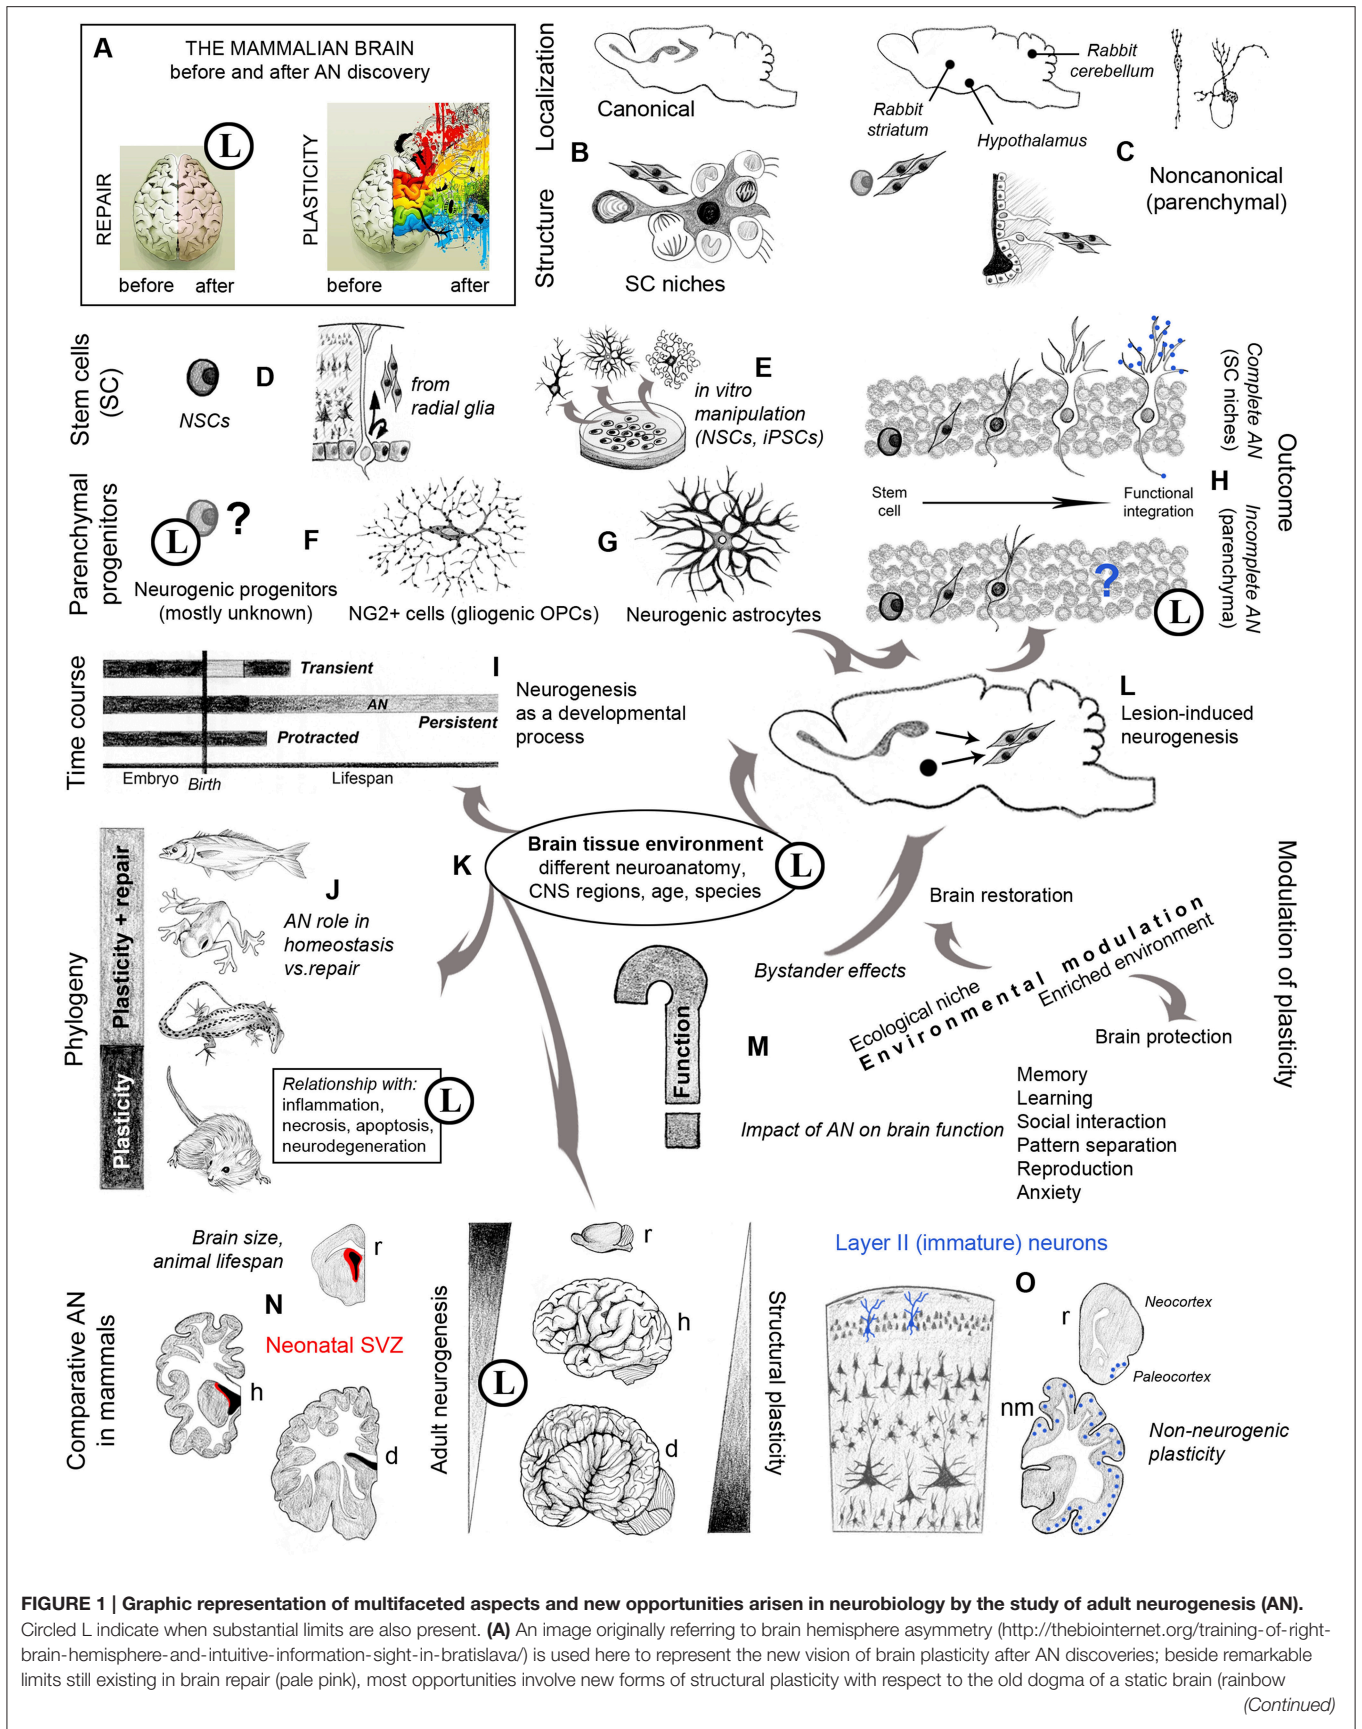 A
THE MAMMALIAN BRAIN
before and after AN discovery
L
REPAIR
PLASTICITY
before
after
before
after
Localization
Canonical
B
Structure
SC niches
Rabbit
cerebellum
Rabbit
striatum
Hypothalamus
C
Noncanonical
(parenchymal)
Stem cells
(SC)
NSCs
D
from
radial glia
E
in vitro
manipulation
(NSCs, iPSCs)
Complete AN
(SC niches)
Outcome
H
Stem
cell
Functional
integration
Incomplete AN
(parenchyma)
?
L
Parenchymal
progenitors
L
?
Neurogenic progenitors
(mostly unknown)
F
NG2+ cells (gliogenic OPCs)
G
Neurogenic astrocytes
Time course
Transient
I
AN
Persistent
Protracted
Embryo
Birth
Lifespan
Neurogenesis
as a developmental
process
L
Lesion-induced
neurogenesis
K
Brain tissue environment
different neuroanatomy,
CNS regions, age, species
L
Phylogeny
Plasticity + repair
Plasticity
J
AN role in
homeostasis
vs.repair
Relationship with:
inflammation,
necrosis, apoptosis,
neurodegeneration
L
Function
M
Bystander effects
Brain restoration
Ecological niche
Environmental modulation
Enriched environment
Brain protection
Modulation of plasticity
Impact of AN on brain function
Memory
Learning
Social interaction
Pattern separation
Reproduction
Anxiety
Comparative AN
in mammals
Brain size,
animal lifespan
r
N
Neonatal SVZ
h
d
Adult neurogenesis
L
r
h
d
Structural plasticity
Layer II (immature) neurons
O
r
Neocortex
Paleocortex
nm
Non-neurogenic
plasticity
FIGURE 1 | Graphic representation of multifaceted aspects and new opportunities arisen in neurobiology by the study of adult neurogenesis (AN).
Circled L indicate when substantial limits are also present. (A) An image originally referring to brain hemisphere asymmetry (http://thebiointernet.org/training-of-right-
brain-hemisphere-and-intuitive-information-sight-in-bratislava/) is used here to represent the new vision of brain plasticity after AN discoveries; beside remarkable
limits still existing in brain repair (pale pink), most opportunities involve new forms of structural plasticity with respect to the old dogma of a static brain (rainbow
(Continued)